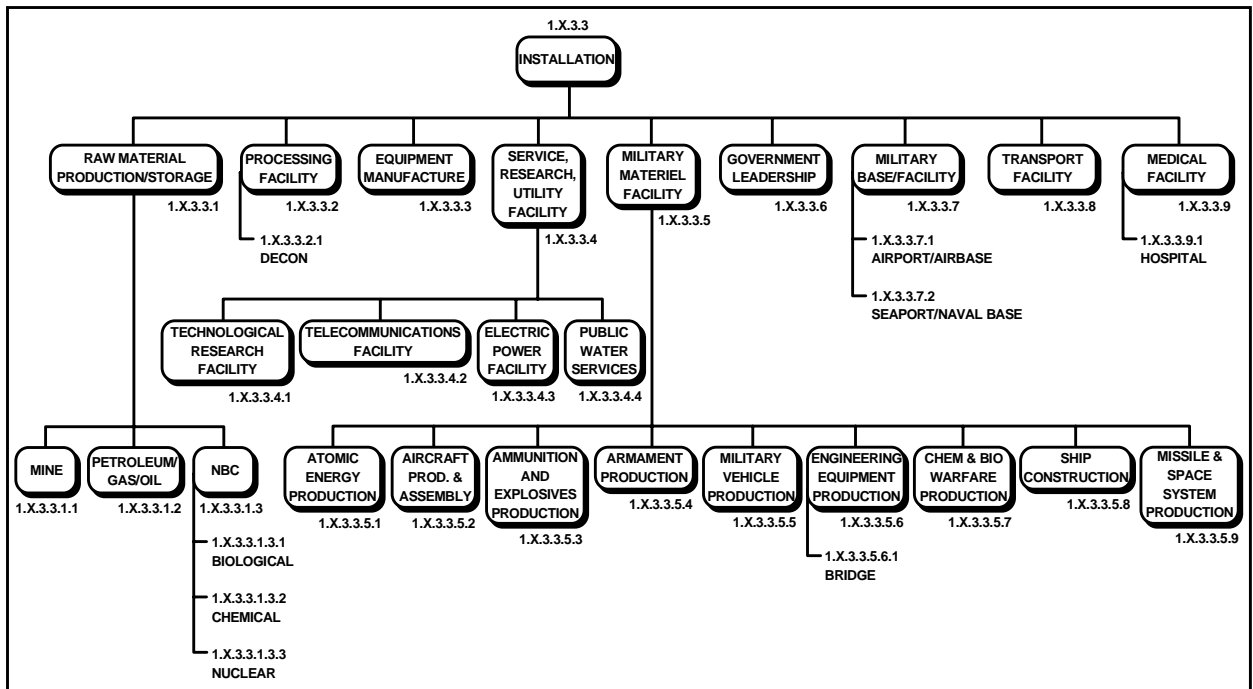 1.X.3.3
INSTALLATION
RAW MATERIAL
PRODUCTION/STORAGE
1.X.3.3.1
PROCESSING
FACILITY
1.X.3.3.2
1.X.3.3.2.1
DECON
EQUIPMENT
MANUFACTURE
1.X.3.3.3
SERVICE,
RESEARCH,
UTILITY
FACILITY
1.X.3.3.4
MILITARY
MATERIEL
FACILITY
1.X.3.3.5
GOVERNMENT
LEADERSHIP
1.X.3.3.6
MILITARY
BASE/FACILITY
1.X.3.3.7
1.X.3.3.7.1
AIRPORT/AIRBASE
1.X.3.3.7.2
SEAPORT/NAVAL BASE
TRANSPORT
FACILITY
1.X.3.3.8
MEDICAL
FACILITY
1.X.3.3.9
1.X.3.3.9.1
HOSPITAL
TECHNOLOGICAL
RESEARCH
FACILITY
1.X.3.3.4.1
TELECOMMUNICATIONS
FACILITY
1.X.3.3.4.2
ELECTRIC
POWER
FACILITY
1.X.3.3.4.3
PUBLIC
WATER
SERVICES
1.X.3.3.4.4
MINE
1.X.3.3.1.1
PETROLEUM/
GAS/OIL
1.X.3.3.1.2
NBC
1.X.3.3.1.3
1.X.3.3.1.3.1
BIOLOGICAL
1.X.3.3.1.3.2
CHEMICAL
1.X.3.3.1.3.3
NUCLEAR
ATOMIC
ENERGY
PRODUCTION
1.X.3.3.5.1
AIRCRAFT
PROD. &
ASSEMBLY
1.X.3.3.5.2
AMMUNITION
AND
EXPLOSIVES
PRODUCTION
1.X.3.3.5.3
ARMAMENT
PRODUCTION
1.X.3.3.5.4
MILITARY
VEHICLE
PRODUCTION
1.X.3.3.5.5
ENGINEERING
EQUIPMENT
PRODUCTION
1.X.3.3.5.6
1.X.3.3.5.6.1
BRIDGE
CHEM & BIO
WARFARE
PRODUCTION
1.X.3.3.5.7
SHIP
CONSTRUCTION
1.X.3.3.5.8
MISSILE &
SPACE
SYSTEM
PRODUCTION
1.X.3.3.5.9